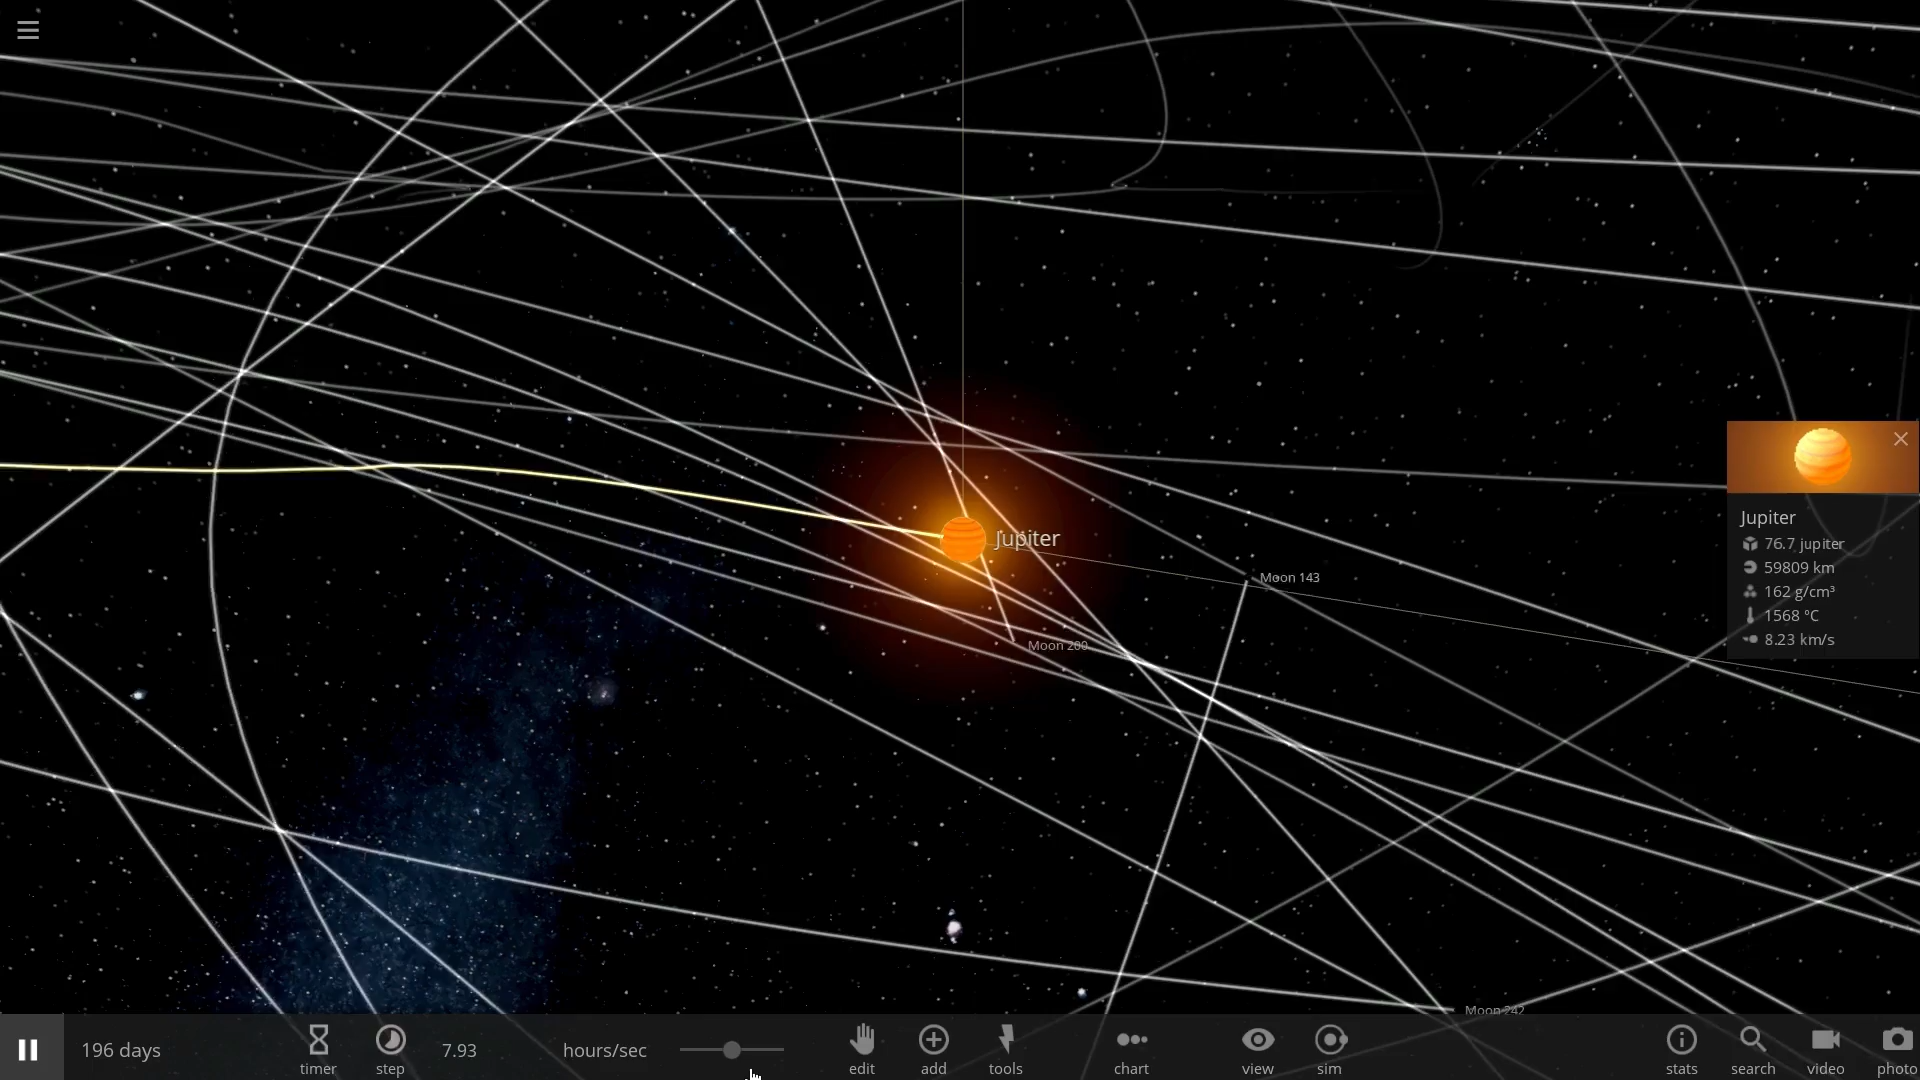 Jupiter
Moon 143
Moon 200
Moon 242
Jupiter
76.7 jupiter
59809 km
162 g/cm³
1568 °C
8.23 km/s
196 days
timer
step
7.93
hours/sec
edit
add
tools
chart
view
sim
stats
search
video
photo